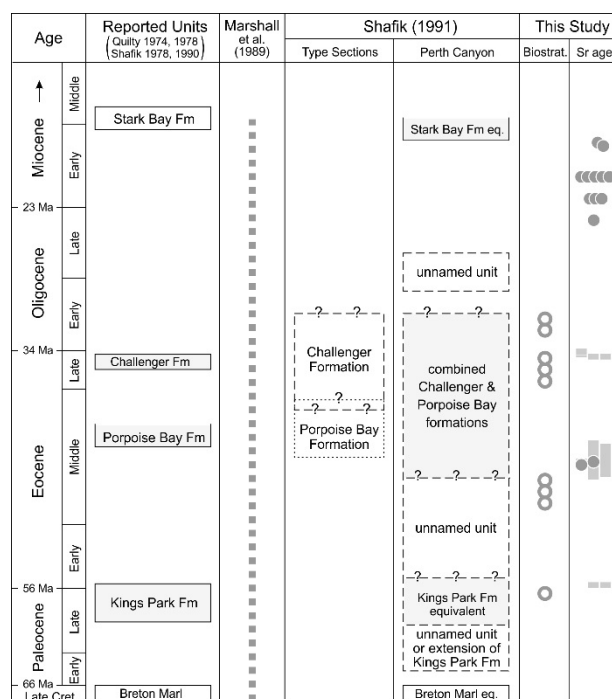 Age
Reported Units
(Quilty 1974, 1978
Shafik 1978, 1990)
Marshall
et al.
(1989)
Shafik (1991)
Type Sections
Perth Canyon
This Study
Biostrat.
Sr age
Miocene
Middle
Early
23 Ma
Oligocene
Late
Early
34 Ma
Eocene
Late
Middle
Early
56 Ma
Paleocene
Late
Early
66 Ma
Late Cret.
Stark Bay Fm
Challenger Fm
Porpoise Bay Fm
Kings Park Fm
Breton Marl
? ?
Challenger
Formation
?
? ?
Porpoise Bay
Formation
Stark Bay Fm eq.
unnamed unit
? ?
combined
Challenger &
Porpoise Bay
formations
? ? ?
unnamed unit
? ? ?
Kings Park Fm
equivalent
unnamed unit
or extension of
Kings Park Fm
Breton Marl eq.